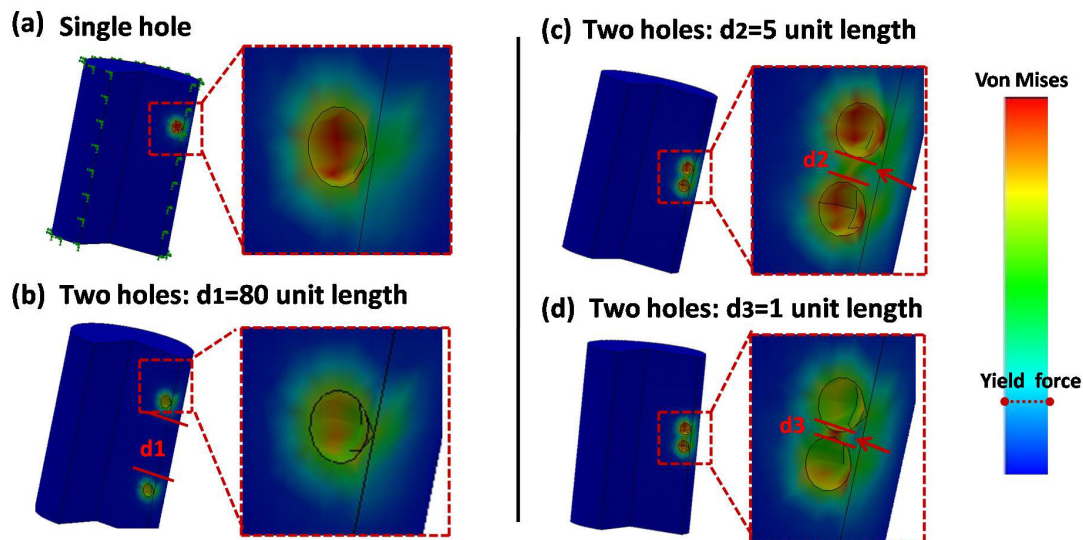 (a) Single hole
(b) Two holes: d1=80 unit length
d1
(c) Two holes: d2=5 unit length
d2
(d) Two holes: d3=1 unit length
d3
Von Mises
Yield force